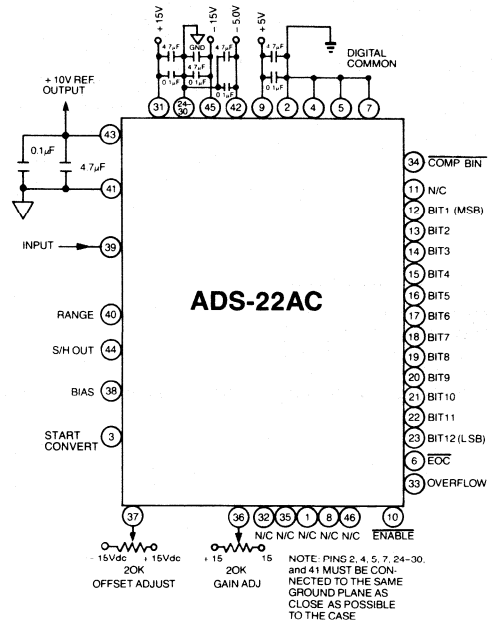 +15V
-15V
-5.0V
+5V
4.7µF
GND
4.7µF
4.7µF
0.1µF
0.1µF
0.1µF
4.7µF
0.1µF
DIGITAL
COMMON
+10V REF.
OUTPUT
31
24-
30
45
42
9
2
4
5
7
43
0.1µF
4.7µF
41
INPUT
39
RANGE
40
S/H OUT
44
BIAS
38
START
CONVERT
3
ADS-22AC
34 COMP BIN
11 N/C
12 BIT1 (MSB)
13 BIT2
14 BIT3
15 BIT4
16 BIT5
17 BIT6
18 BIT7
19 BIT8
20 BIT9
21 BIT10
22 BIT11
23 BIT12 (LSB)
6 EOC
33 OVERFLOW
37
36
32 35 1 8 46
10
N/C N/C N/C N/C N/C
ENABLE
- 15Vdc + 15Vdc
20K
OFFSET ADJUST
+ 15 15
20K
GAIN ADJ
NOTE: PINS 2, 4, 5, 7, 24-30,
and 41 MUST BE CON-
NECTED TO THE SAME
GROUND PLANE AS
CLOSE AS POSSIBLE
TO THE CASE